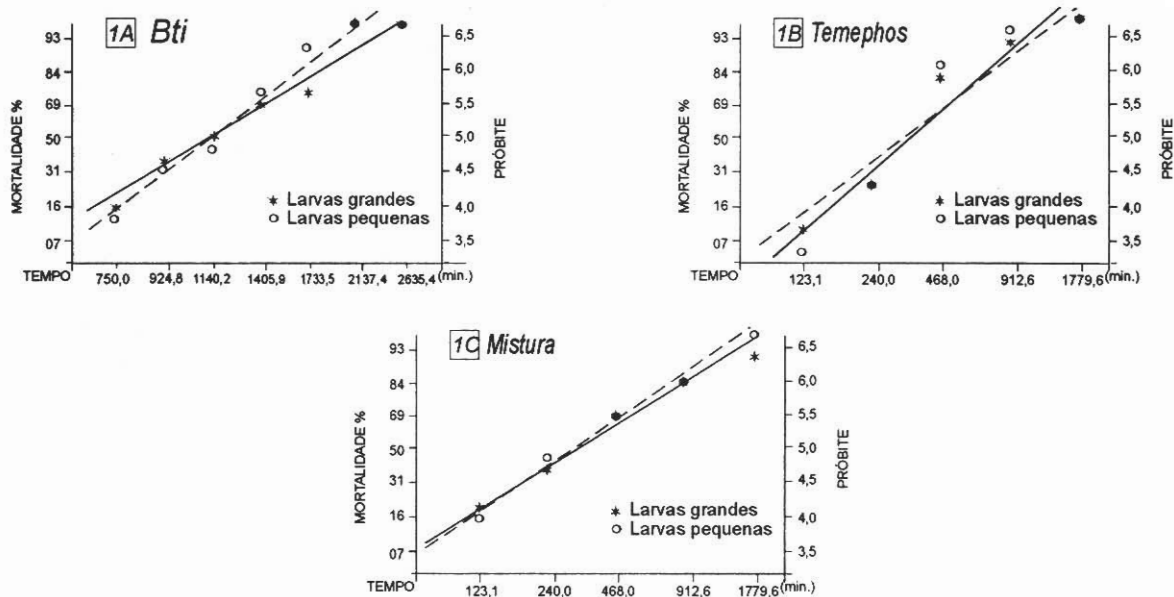 1A Bti
MORTALIDADE %
93
84
69
50
31
16
07
6,5
6,0
5,5
5,0
4,5
4,0
3,5
PRÓBITE
Larvas grandes
Larvas pequenas
TEMPO 750,0 924,8 1140,2 1405,9 1733,5 2137,4 2635,4 (min.)
1B Temephos
MORTALIDADE %
93
84
69
50
31
16
07
6,5
6,0
5,5
5,0
4,5
4,0
3,5
PRÓBITE
Larvas grandes
Larvas pequenas
TEMPO 123,1 240,0 468,0 912,6 1779,6 (min.)
1C Mistura
MORTALIDADE %
93
84
69
50
31
16
07
6,5
6,0
5,5
5,0
4,5
4,0
3,5
PRÓBITE
Larvas grandes
Larvas pequenas
TEMPO 123,1 240,0 468,0 912,6 1779,6 (min.)